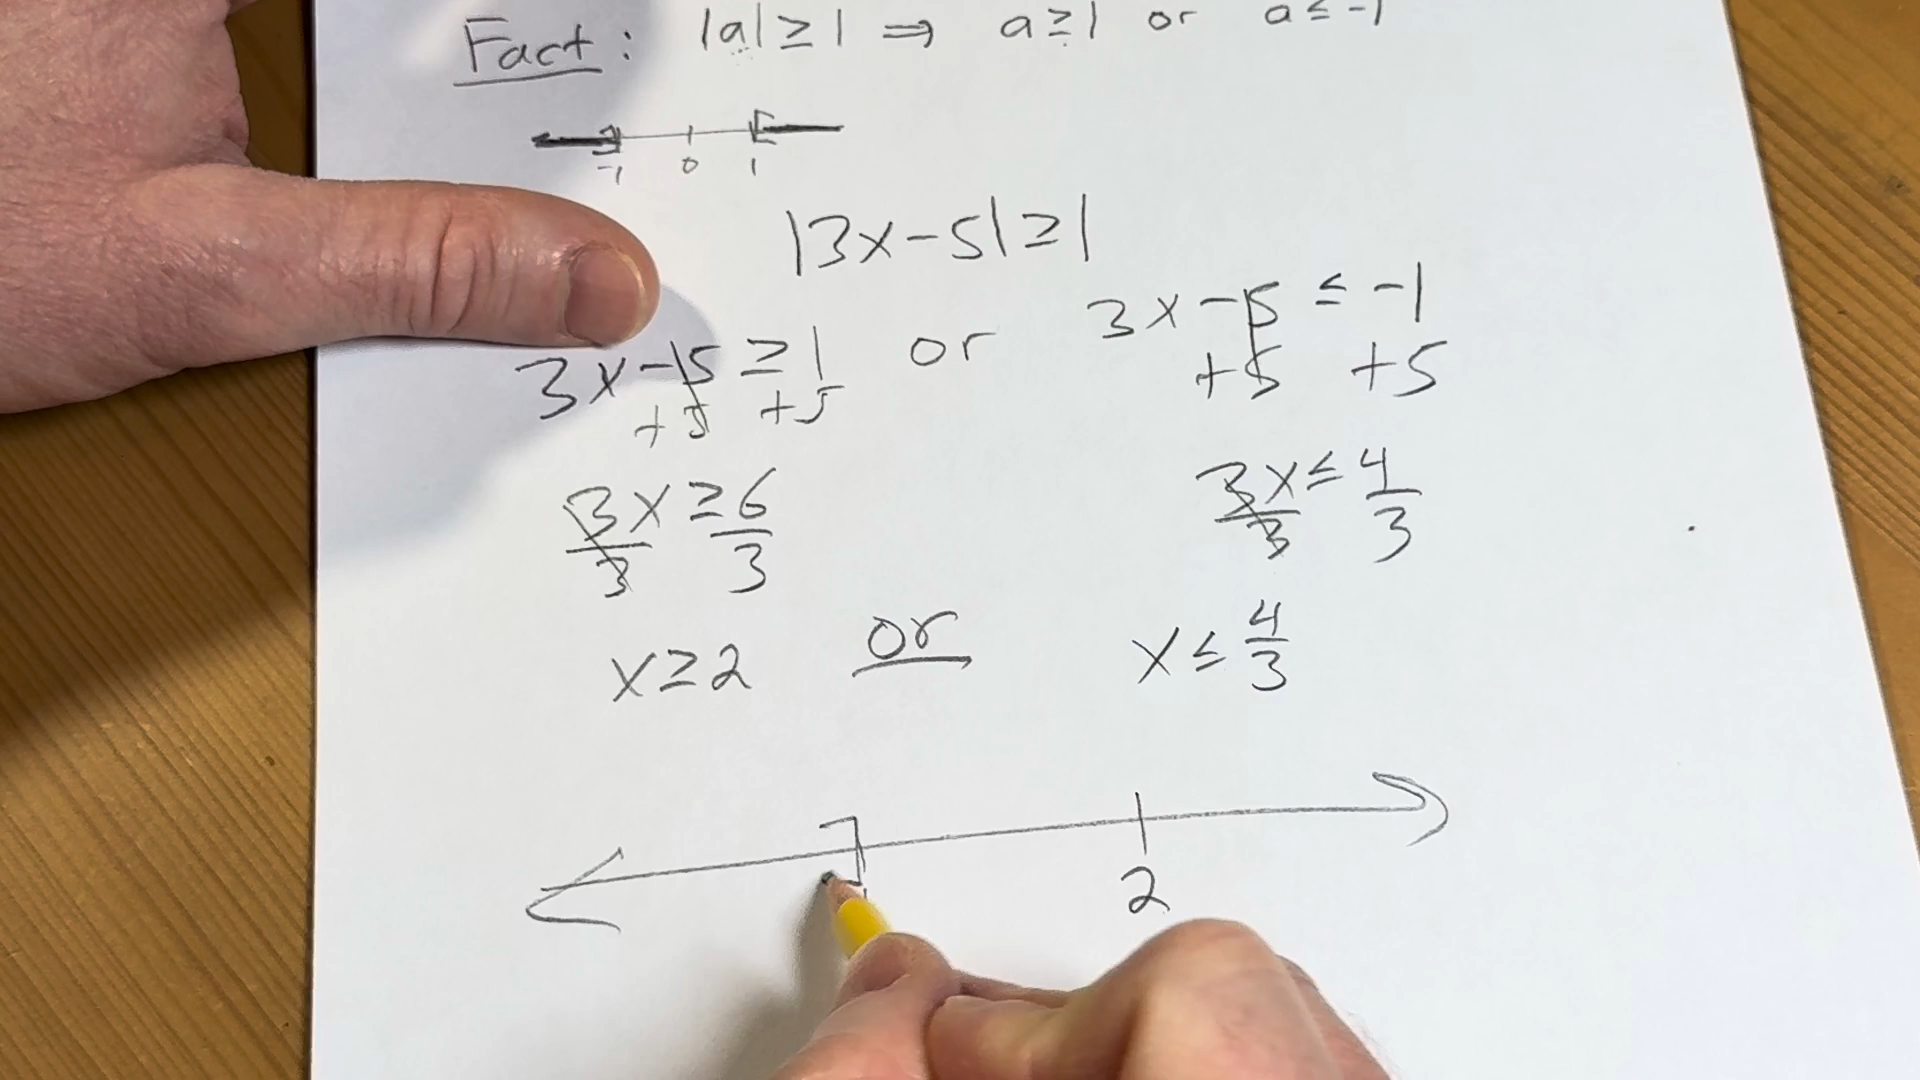 Fact: |a| ≥ 1 ⇒ a ≥ 1 or a ≤ -1
-1 0 1
|3x-5| ≥ 1
3x-5 ≥ 1 or 3x-5 ≤ -1
+5 +5 +5 +5
3x/3 ≥ 6/3 3x/3 ≤ 4/3
x ≥ 2 or x ≤ 4/3
] 2